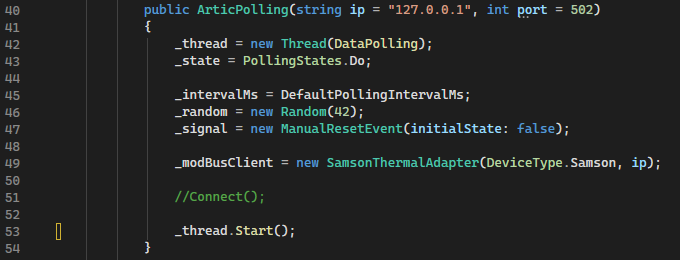 40 public ArticPolling(string ip = "127.0.0.1", int port = 502)
41 {
42 _thread = new Thread(DataPolling);
43 _state = PollingStates.Do;
44
45 _intervalMs = DefaultPollingIntervalMs;
46 _random = new Random(42);
47 _signal = new ManualResetEvent(initialState: false);
48
49 _modBusClient = new SamsonThermalAdapter(DeviceType.Samson, ip);
50
51 //Connect();
52
53 _thread.Start();
54 }